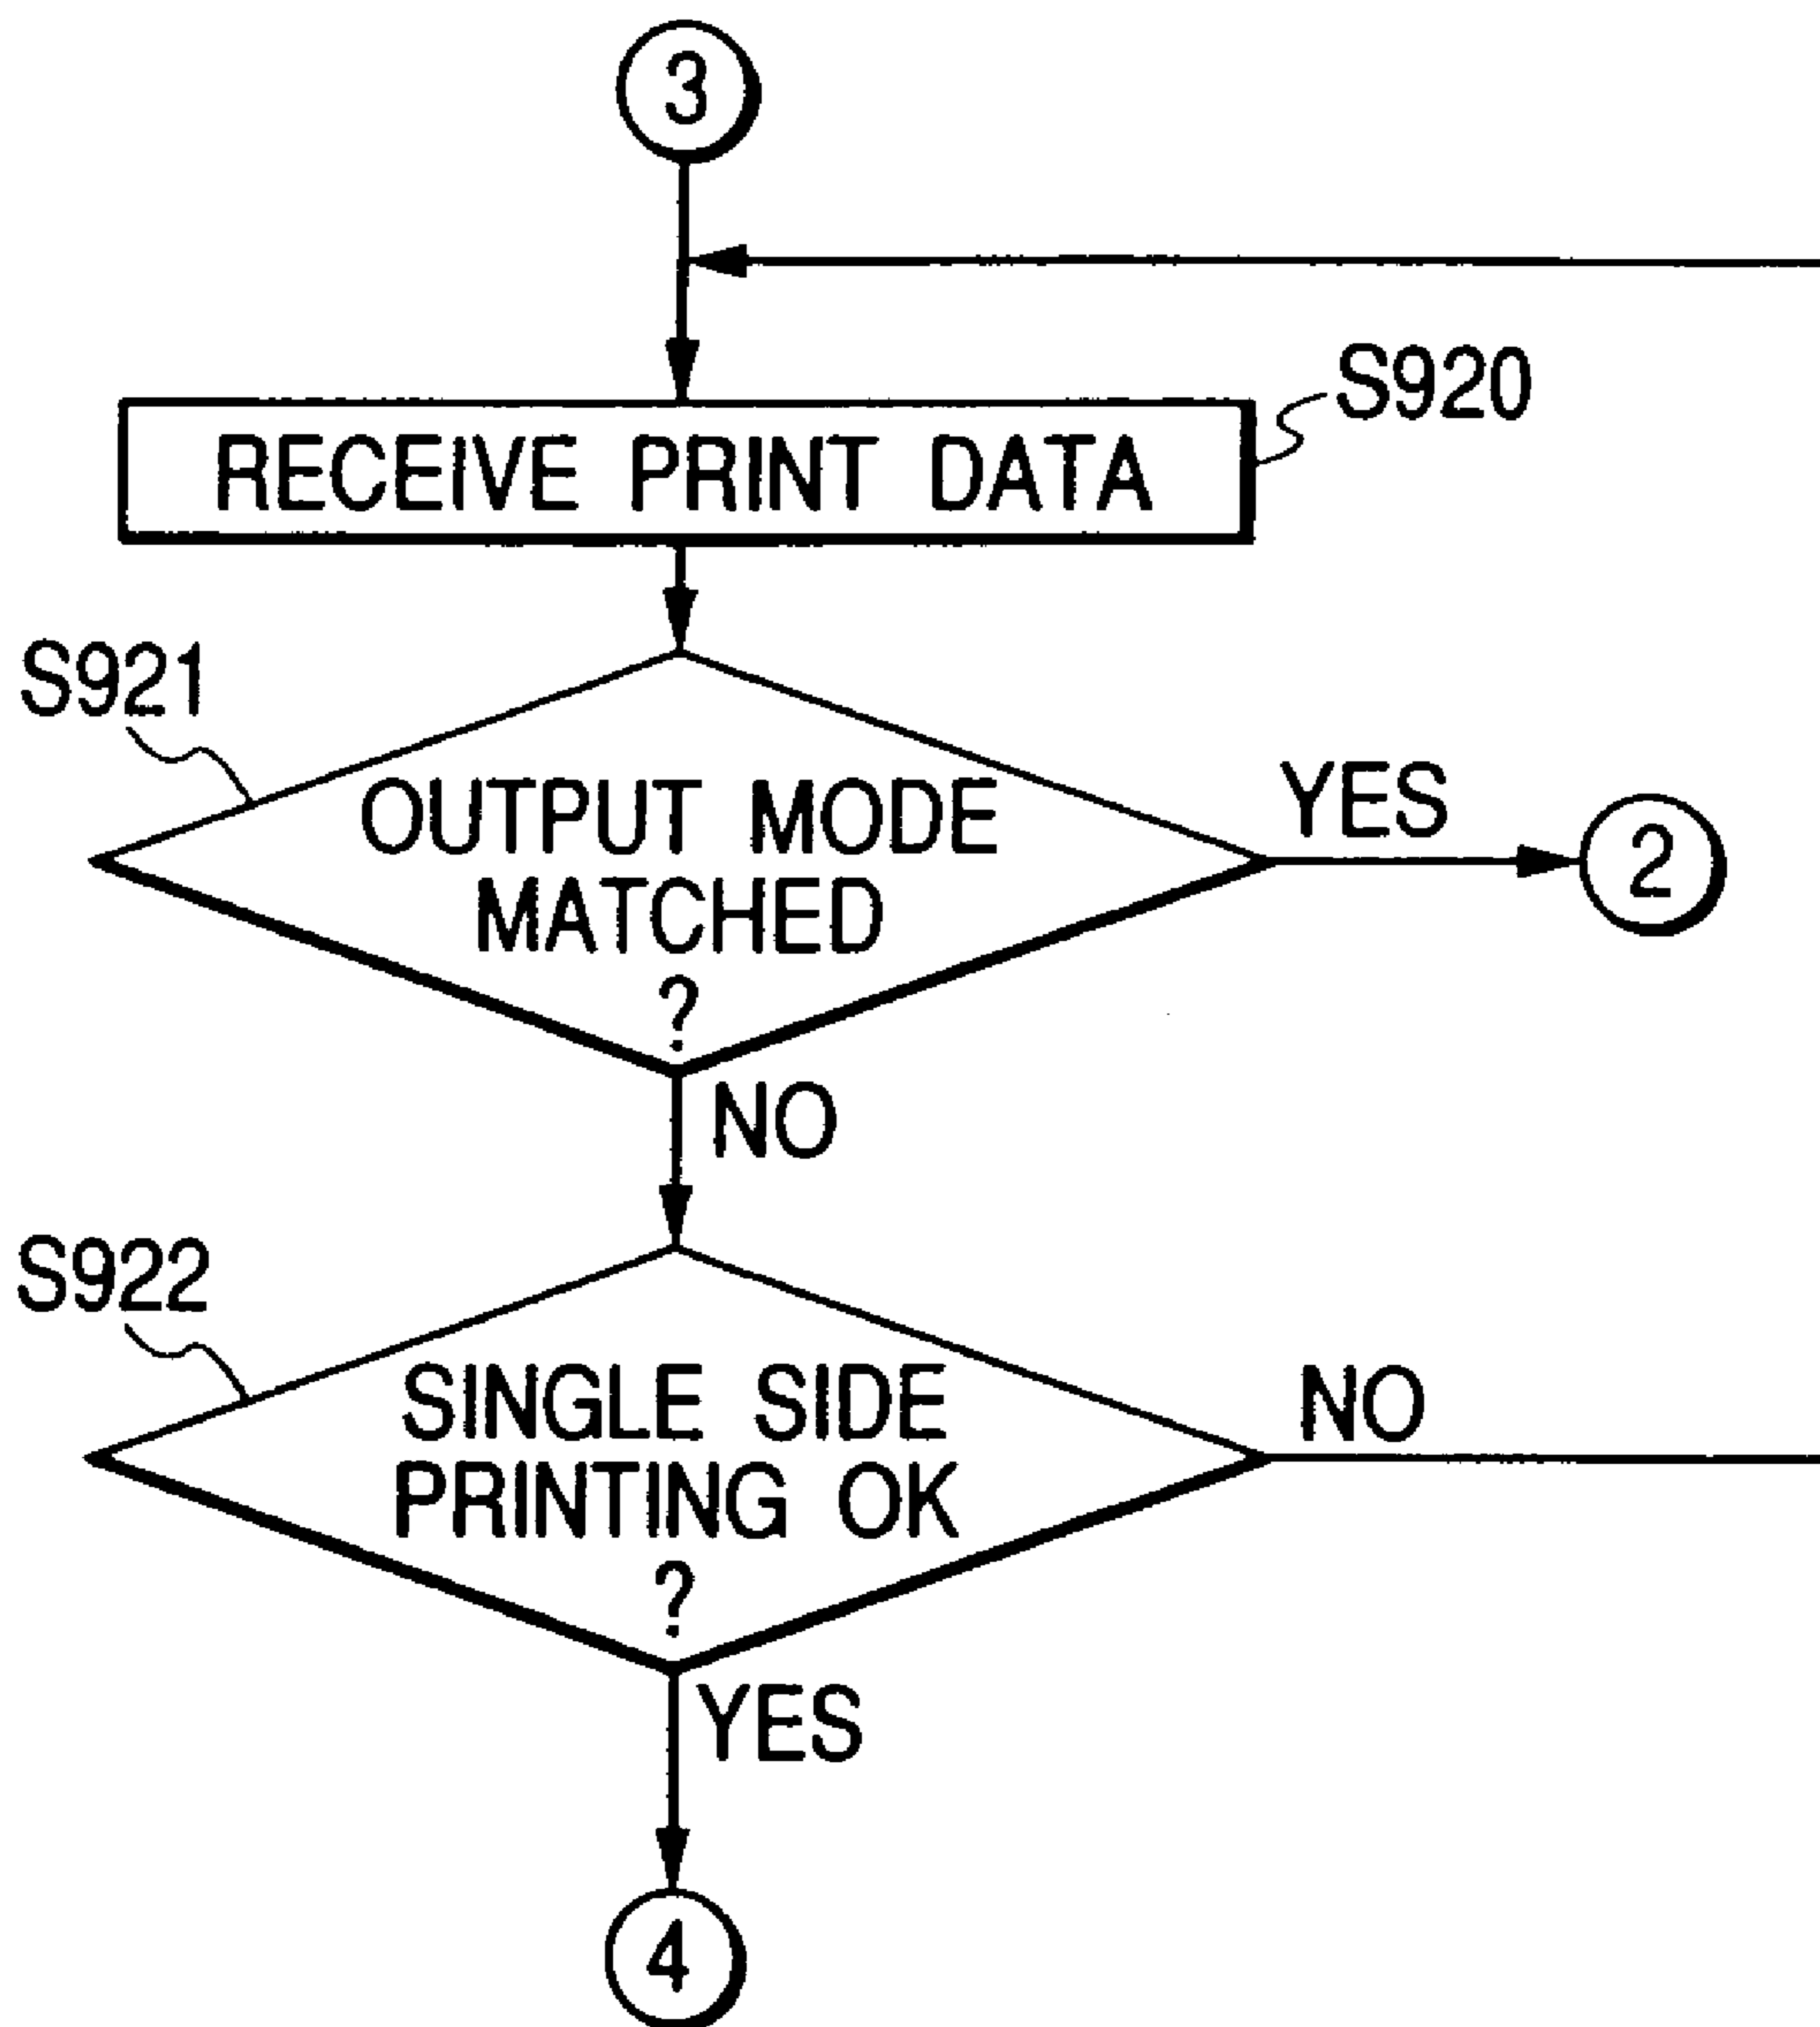 3
S920
RECEIVE PRINT DATA
S921
OUTPUT MODE
MATCHED
?
YES
2
NO
S922
SINGLE SIDE
PRINTING OK
?
NO
YES
4